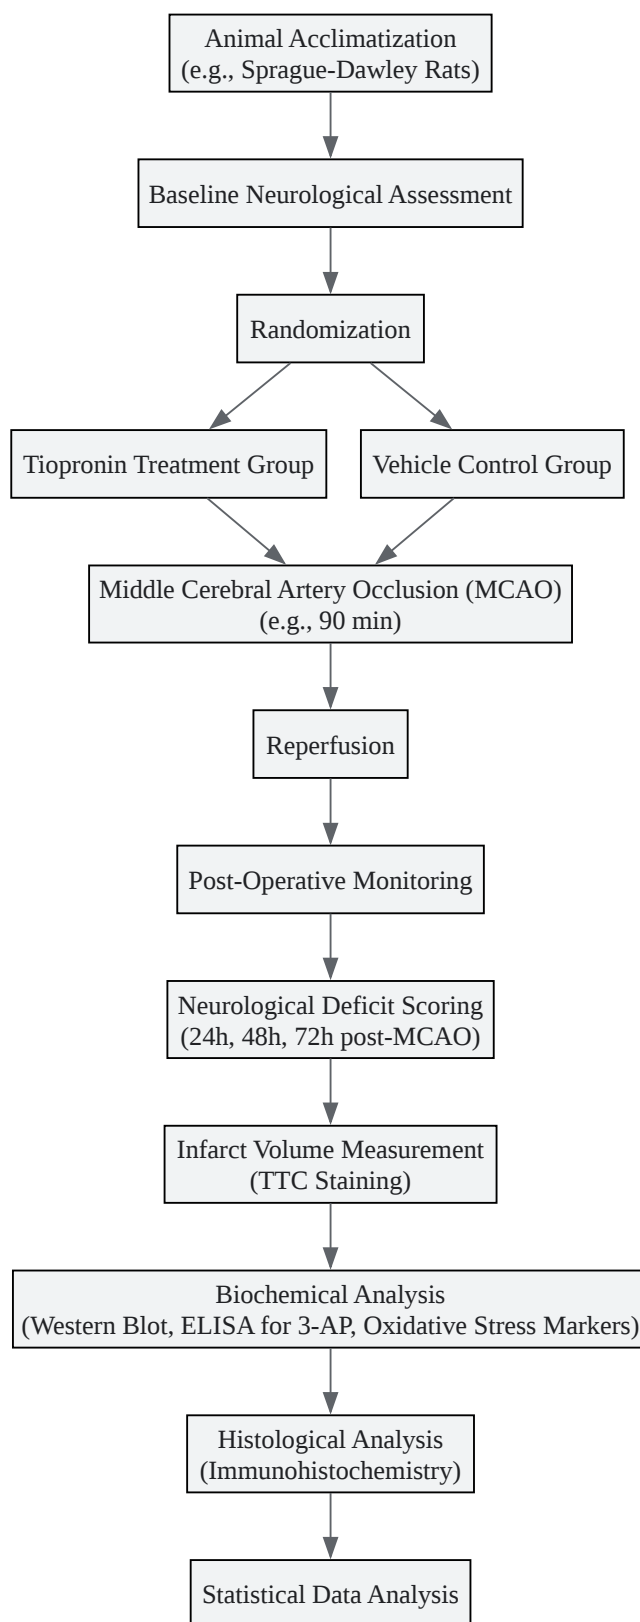 Animal Acclimatization
(e.g., Sprague-Dawley Rats)
Baseline Neurological Assessment
Randomization
Tiopronin Treatment Group
Vehicle Control Group
Middle Cerebral Artery Occlusion (MCAO)
(e.g., 90 min)
Reperfusion
Post-Operative Monitoring
Neurological Deficit Scoring
(24h, 48h, 72h post-MCAO)
Infarct Volume Measurement
(TTC Staining)
Biochemical Analysis
(Western Blot, ELISA for 3-AP, Oxidative Stress Markers)
Histological Analysis
(Immunohistochemistry)
Statistical Data Analysis